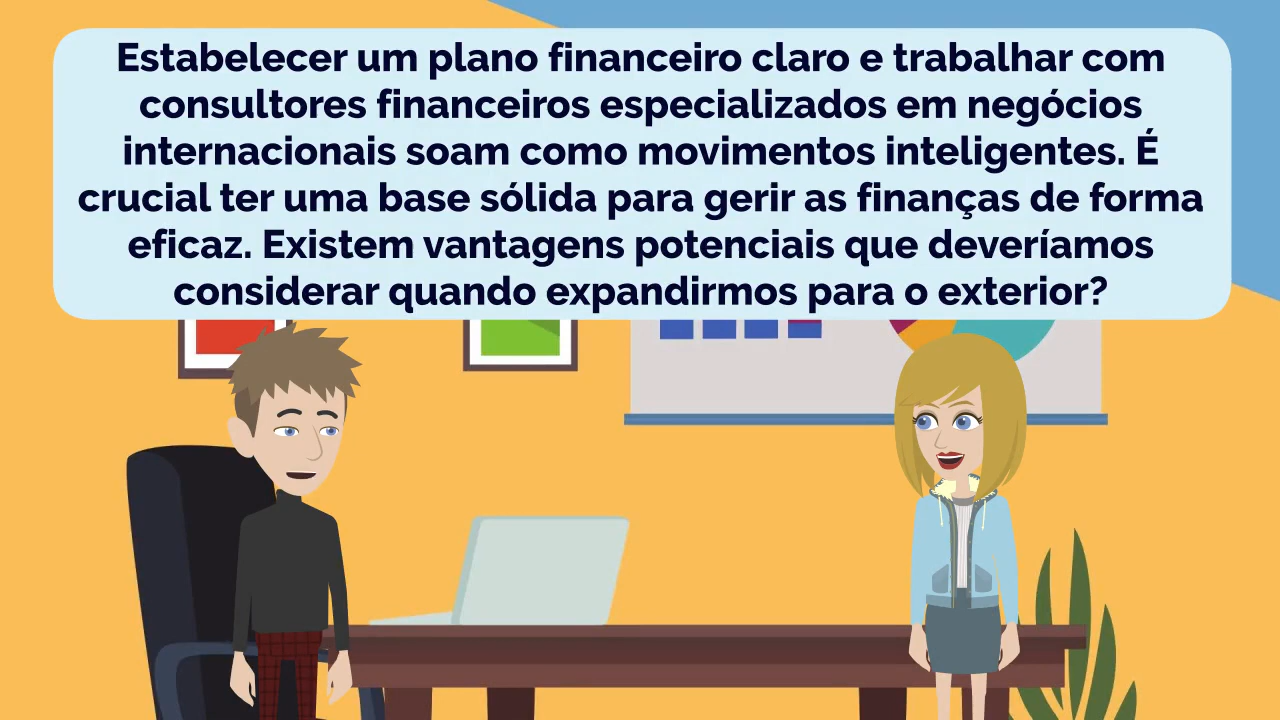 Estabelecer um plano financeiro claro e trabalhar com
consultores financeiros especializados em negócios
internacionais soam como movimentos inteligentes. É
crucial ter uma base sólida para gerir as finanças de forma
eficaz. Existem vantagens potenciais que deveríamos
considerar quando expandirmos para o exterior?